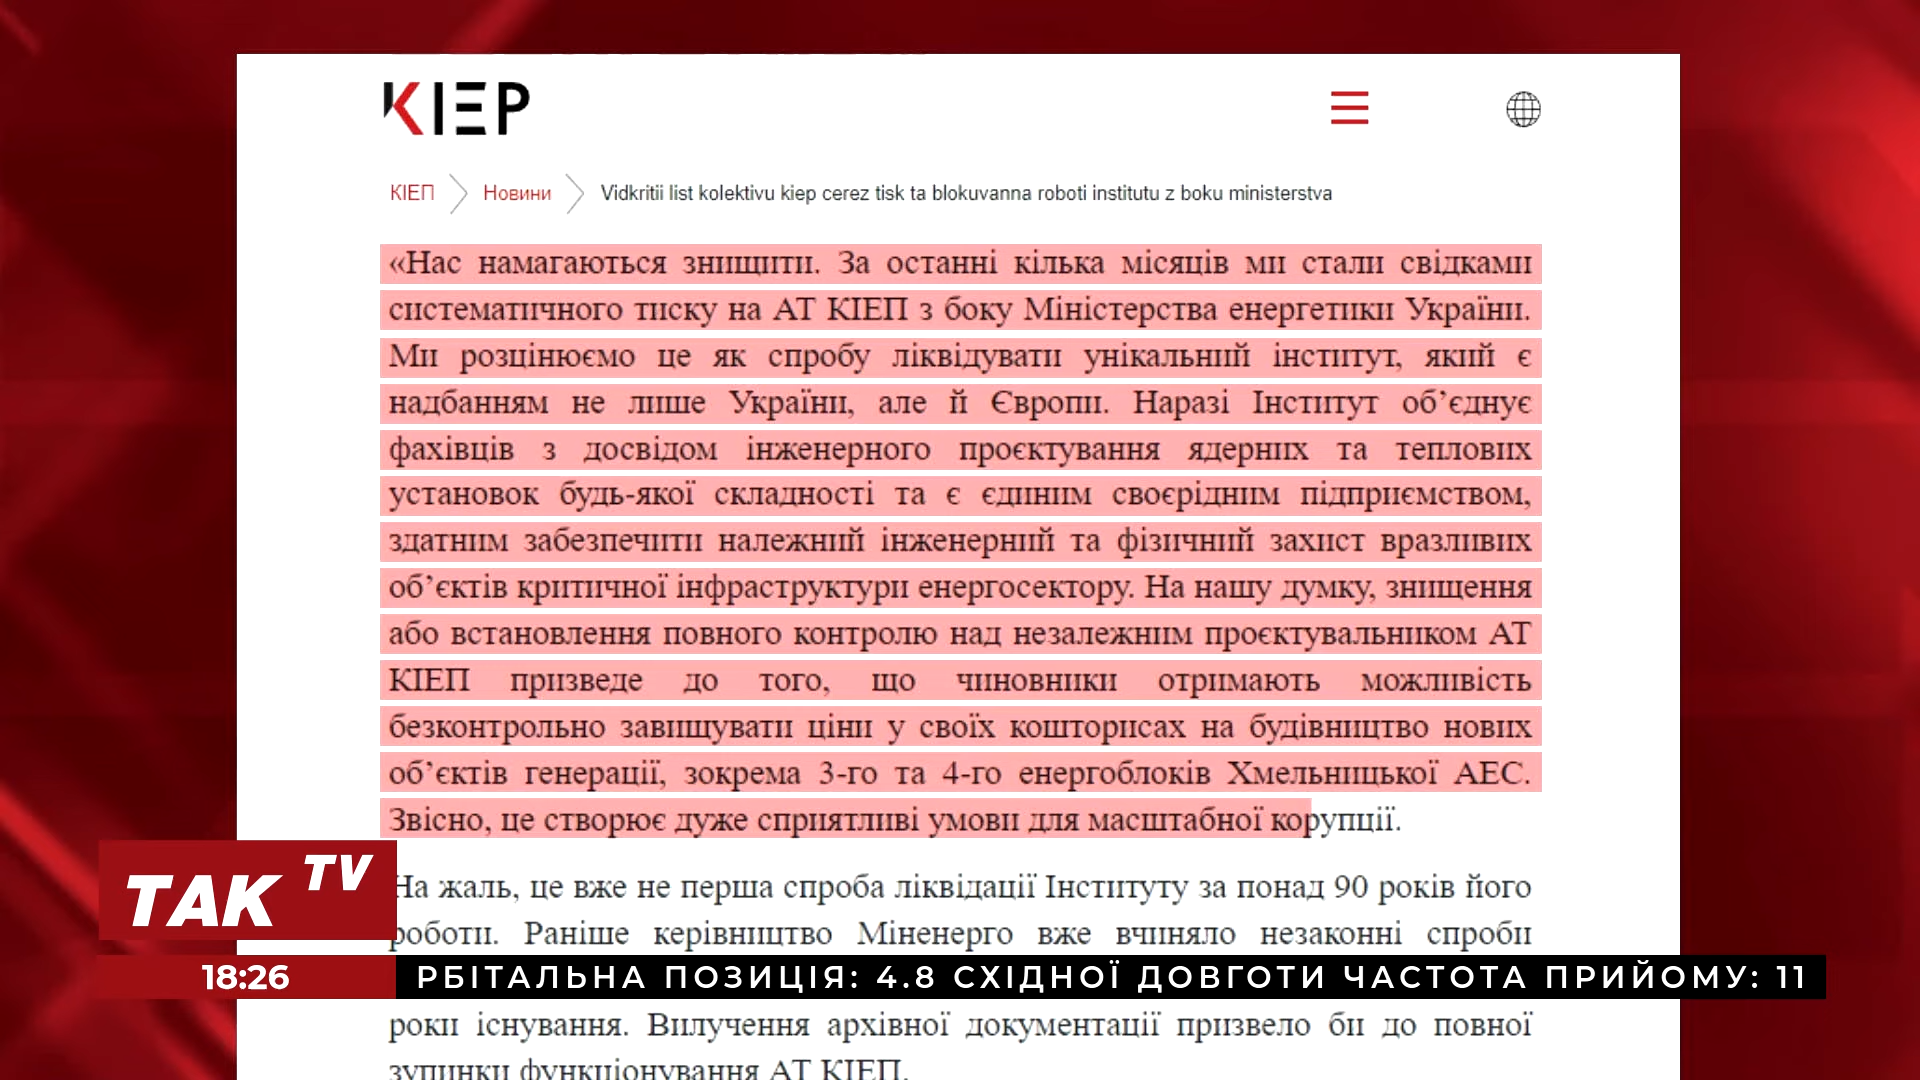 KIEP
КІЕП
Новини
Vidkritii list kolektivu kiep cerez tisk ta blokuvanna roboti institutu z boku ministerstva
«Нас намагаються знищити. За останні кілька місяців ми стали свідками
систематичного тиску на АТ КІЕП з боку Міністерства енергетики України.
Ми розцінюємо це як спробу ліквідувати унікальний інститут, який є
надбанням не лише України, але й Європи. Наразі Інститут об’єднує
фахівців з досвідом інженерного проєктування ядерних та теплових
установок будь-якої складності та є єдиним своєрідним підприємством,
здатним забезпечити належний інженерний та фізичний захист вразливих
об’єктів критичної інфраструктури енергосектору. На нашу думку, знищення
або встановлення повного контролю над незалежним проєктувальником АТ
КІЕП призведе до того, що чиновники отримають можливість
безконтрольно завищувати ціни у своїх кошторисах на будівництво нових
об’єктів генерації, зокрема 3-го та 4-го енергоблоків Хмельницької АЕС.
Звісно, це створює дуже сприятливі умови для масштабної корупції.
На жаль, це вже не перша спроба ліквідації Інституту за понад 90 років його
роботи. Раніше керівництво Міненерго вже вчиняло незаконні спроби
ТАК TV
18:26
РБІТАЛЬНА ПОЗИЦІЯ: 4.8 СХІДНОЇ ДОВГОТИ ЧАСТОТА ПРИЙОМУ: 11
роки існування. Вилучення архівної документації призвело би до повної
зупинки функціонування АТ КІЕП.